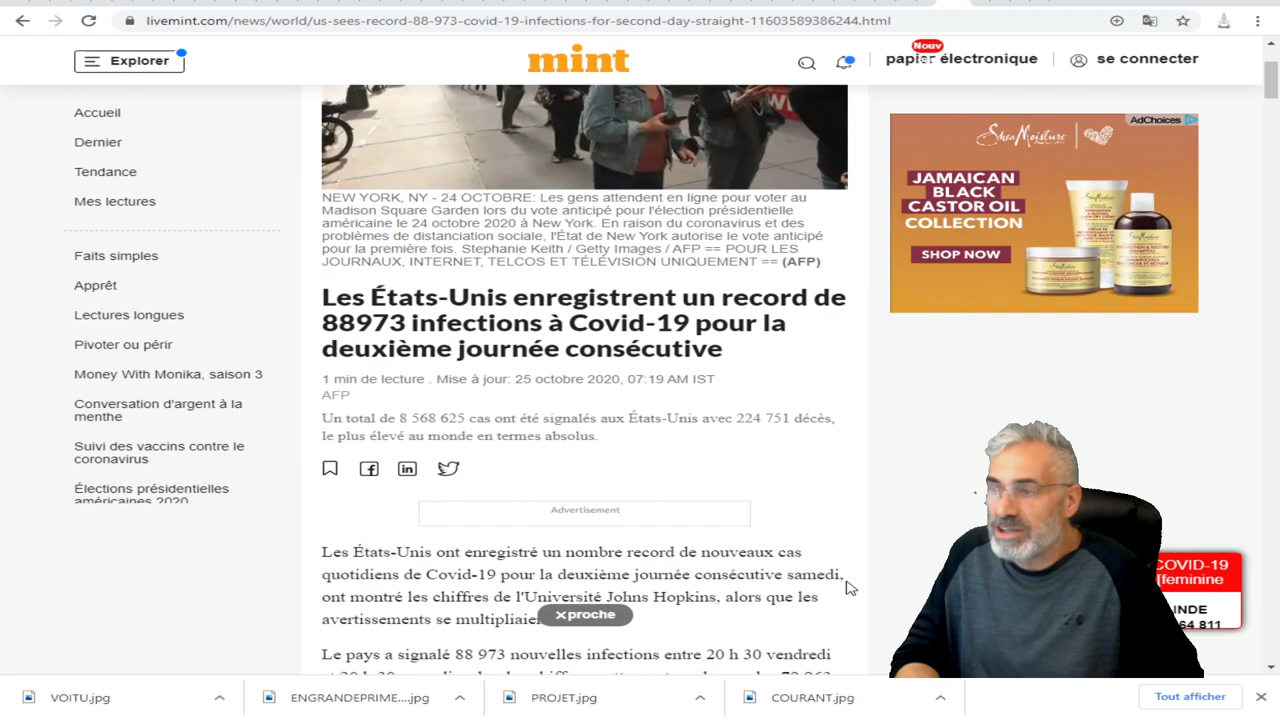 livemint.com/news/world/us-sees-record-88-973-covid-19-infections-for-second-day-straight-11603589386244.html
Explorer
mint
Nouv
papier électronique
se connecter
Accueil
Dernier
Tendance
Mes lectures
Faits simples
Apprêt
Lectures longues
Pivoter ou périr
Money With Monika, saison 3
Conversation d'argent à la
menthe
Suivi des vaccins contre le
coronavirus
Élections présidentielles
américaines 2020
NEW YORK, NY - 24 OCTOBRE: Les gens attendent en ligne pour voter au
Madison Square Garden lors du vote anticipé pour l'élection présidentielle
américaine le 24 octobre 2020 à New York. En raison du coronavirus et des
problèmes de distanciation sociale, l'État de New York autorise le vote anticipé
pour la première fois. Stephanie Keith / Getty Images / AFP == POUR LES
JOURNAUX, INTERNET, TELCOS ET TÉLÉVISION UNIQUEMENT == (AFP)
Les États-Unis enregistrent un record de
88973 infections à Covid-19 pour la
deuxième journée consécutive
1 min de lecture . Mise à jour: 25 octobre 2020, 07:19 AM IST
AFP
Un total de 8 568 625 cas ont été signalés aux États-Unis avec 224 751 décès,
le plus élevé au monde en termes absolus.
Advertisement
Les États-Unis ont enregistré un nombre record de nouveaux cas
quotidiens de Covid-19 pour la deuxième journée consécutive samedi,
ont montré les chiffres de l'Université Johns Hopkins, alors que les
avertissements se multipliaien
×proche
Le pays a signalé 88 973 nouvelles infections entre 20 h 30 vendredi
AdChoices
SheaMoisture
JAMAICAN
BLACK
CASTOR OIL
COLLECTION
SHOP NOW
COVID-19
[feminine
INDE
64 811
VOITU.jpg
ENGRANDEPRIME....jpg
PROJET.jpg
COURANT.jpg
Tout afficher